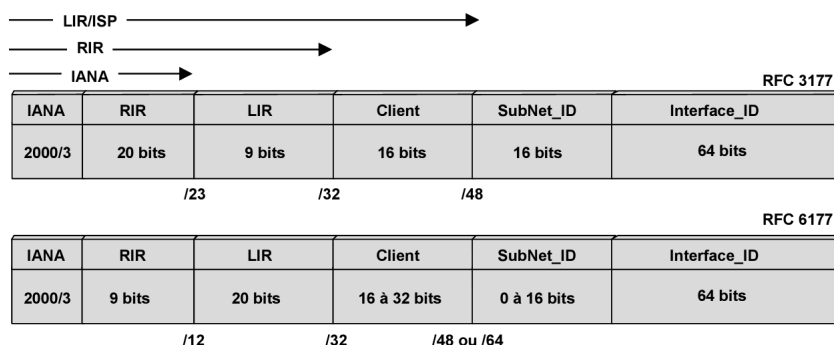 LIR/ISP
RIR
IANA
RFC 3177
IANA RIR LIR Client SubNet_ID Interface_ID
2000/3 20 bits 9 bits 16 bits 16 bits 64 bits
/23 /32 /48
RFC 6177
IANA RIR LIR Client SubNet_ID Interface_ID
2000/3 9 bits 20 bits 16 à 32 bits 0 à 16 bits 64 bits
/12 /32 /48 ou /64